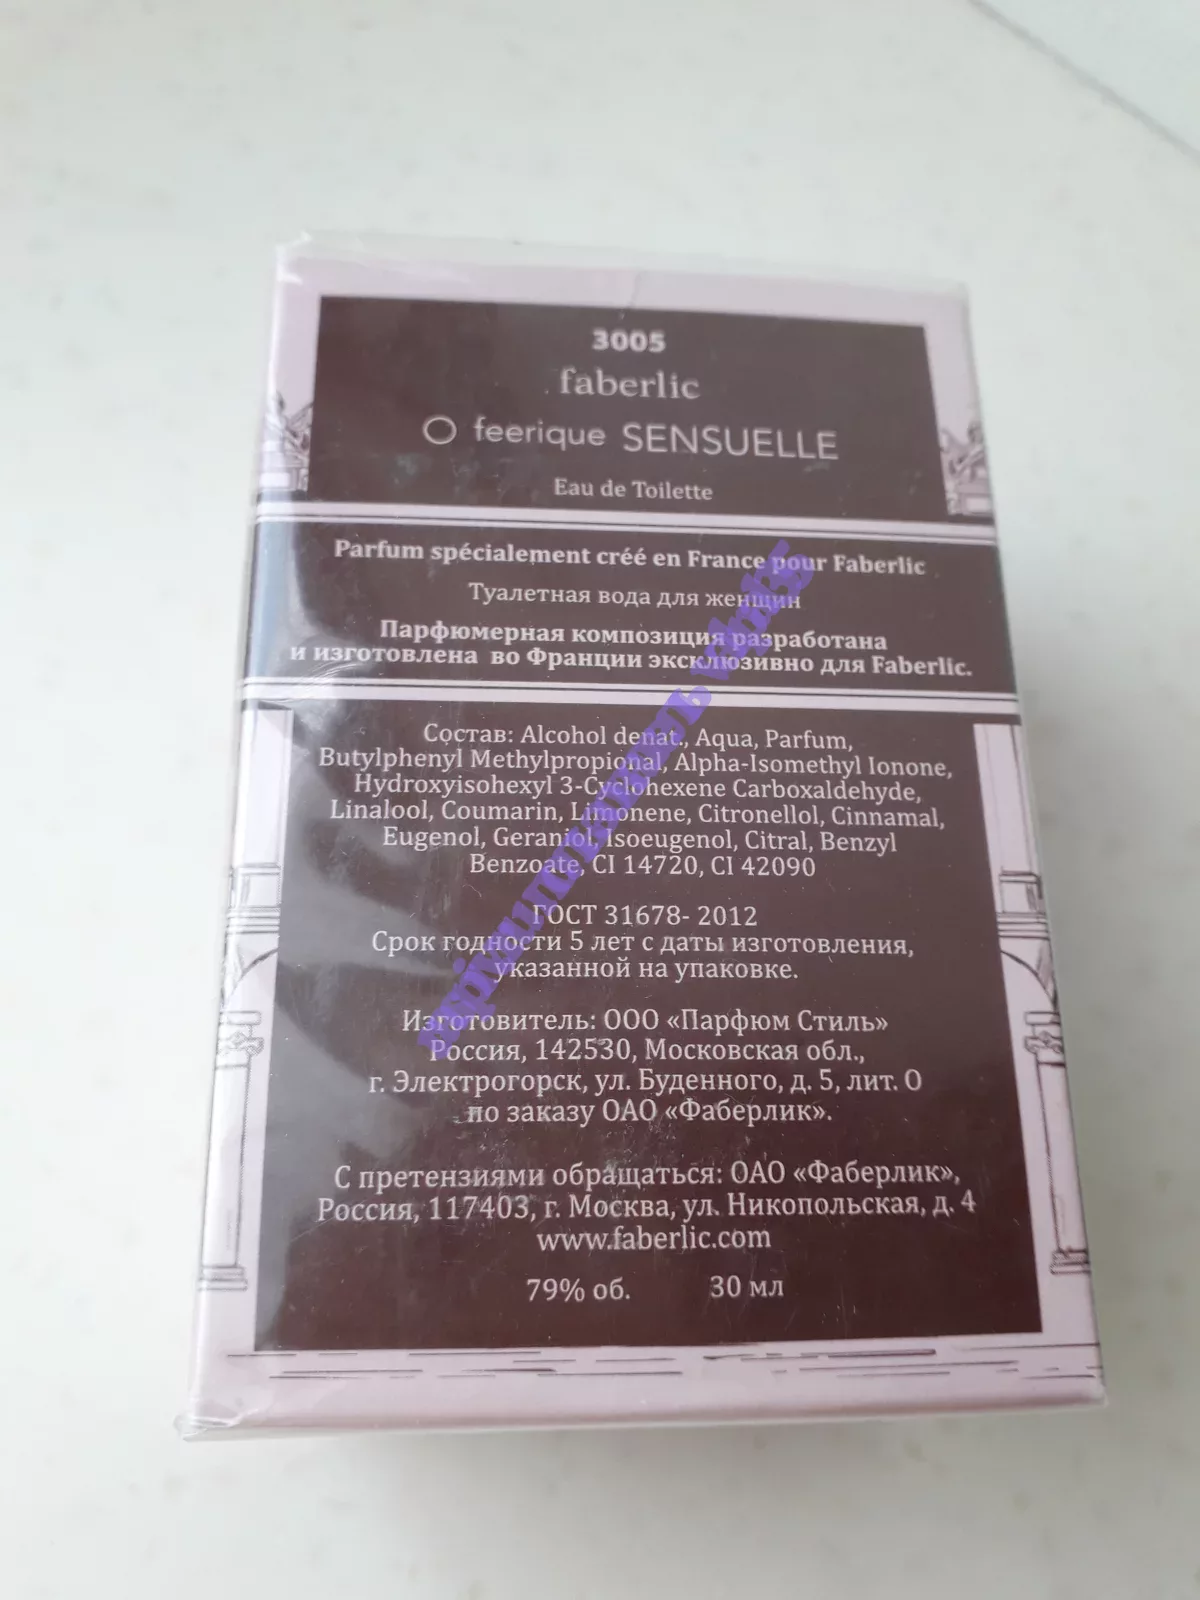 3005
faberlic
O feerique SENSUELLE
Eau de Toilette
Parfum spécialement créé en France pour Faberlic
Туалетная вода для женщин
Парфюмерная композиция разработана
и изготовлена во Франции эксклюзивно для Faberlic.
Состав: Alcohol denat., Aqua, Parfum,
Butylphenyl Methylpropional, Alpha-Isomethyl Ionone,
Hydroxyisohexyl 3-Cyclohexene Carboxaldehyde,
Linalool, Coumarin, Limonene, Citronellol, Cinnamal,
Eugenol, Geraniol, Isoeugenol, Citral, Benzyl
Benzoate, CI 14720, CI 42090
ГОСТ 31678- 2012
Срок годности 5 лет с даты изготовления,
указанной на упаковке.
Изготовитель: ООО «Парфюм Стиль»
Россия, 142530, Московская обл.,
г. Электрогорск, ул. Буденного, д. 5, лит. О
по заказу ОАО «Фаберлик».
С претензиями обращаться: ОАО «Фаберлик»,
Россия, 117403, г. Москва, ул. Никопольская, д. 4
www.faberlic.com
79% об. 30 мл